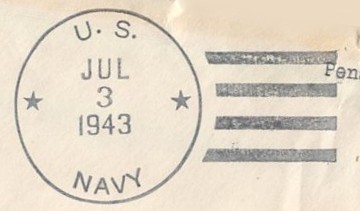 U. S.
JUL
3
1943
NAVY
Pen